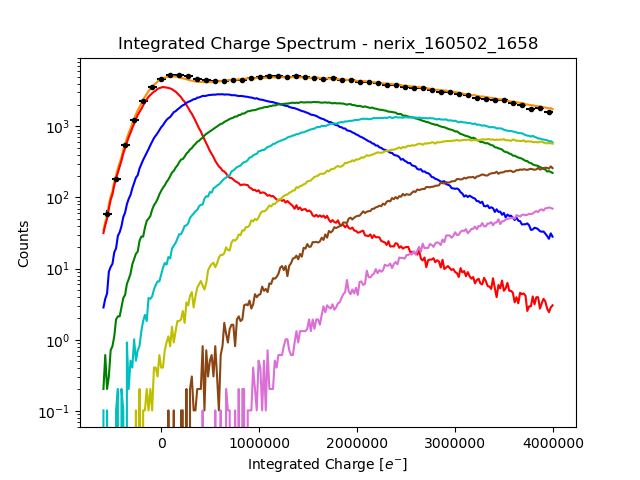 Integrated Charge Spectrum - nerix_160502_1658
Counts
10³
10²
10¹
10⁰
10⁻¹
0 1000000 2000000 3000000 4000000
Integrated Charge [e⁻]